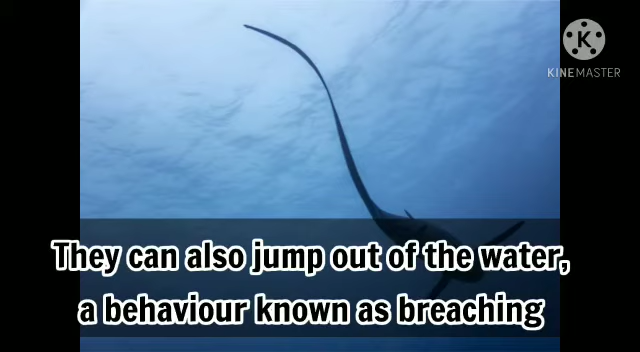 KINEMASTER
They can also jump out of the water,
a behaviour known as breaching